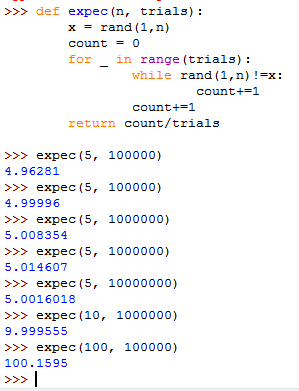 >>> def expec(n, trials):
        x = rand(1,n)
        count = 0
        for _ in range(trials):
                while rand(1,n)!=x:
                        count+=1
                count+=1
        return count/trials

>>> expec(5, 100000)
4.96281
>>> expec(5, 100000)
4.99996
>>> expec(5, 1000000)
5.008354
>>> expec(5, 1000000)
5.014607
>>> expec(5, 10000000)
5.0016018
>>> expec(10, 1000000)
9.999555
>>> expec(100, 100000)
100.1595
>>>